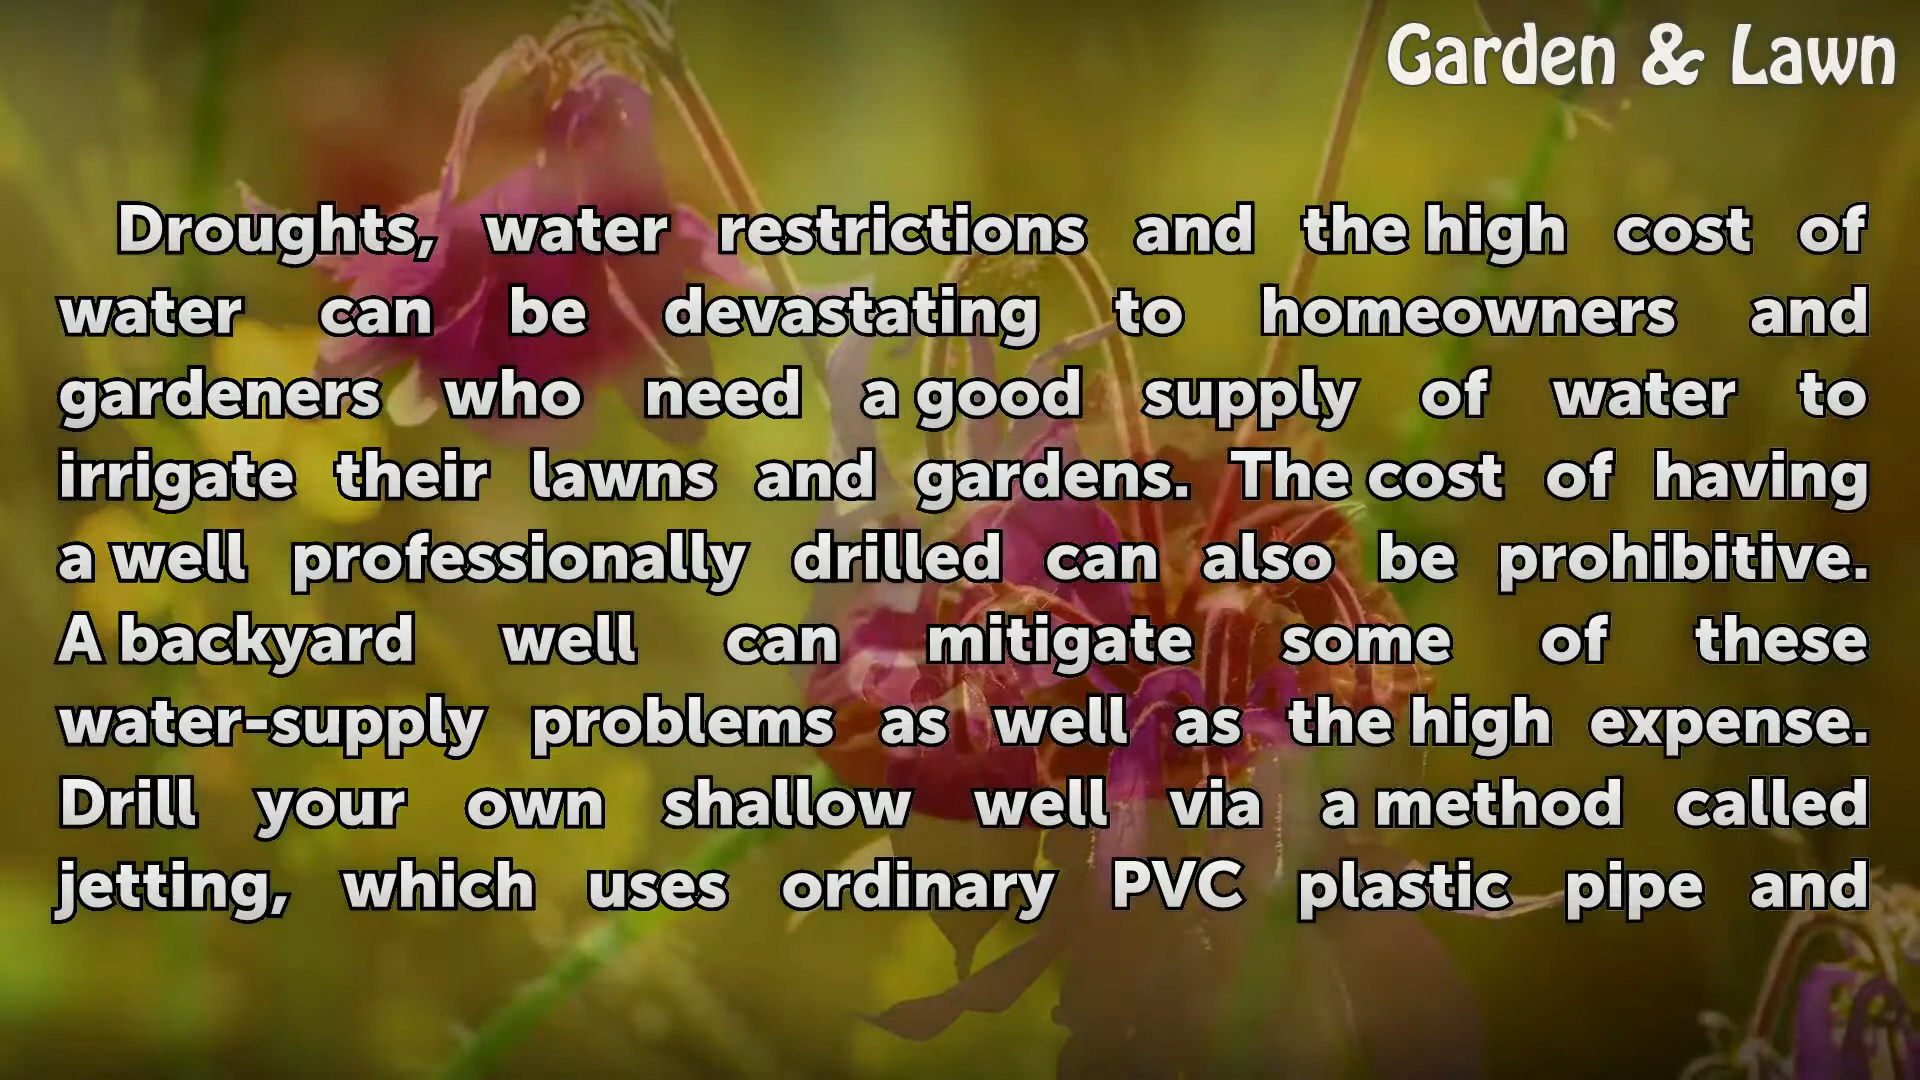 Garden & Lawn
Droughts, water restrictions and the high cost of
water can be devastating to homeowners and
gardeners who need a good supply of water to
irrigate their lawns and gardens. The cost of having
a well professionally drilled can also be prohibitive.
A backyard well can mitigate some of these
water-supply problems as well as the high expense.
Drill your own shallow well via a method called
jetting, which uses ordinary PVC plastic pipe and